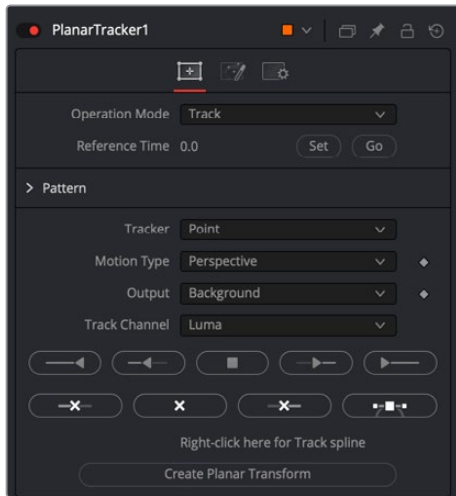 PlanarTracker1
Operation Mode Track
Reference Time 0.0 Set Go
Pattern
Tracker Point
Motion Type Perspective
Output Background
Track Channel Luma
Right-click here for Track spline
Create Planar Transform